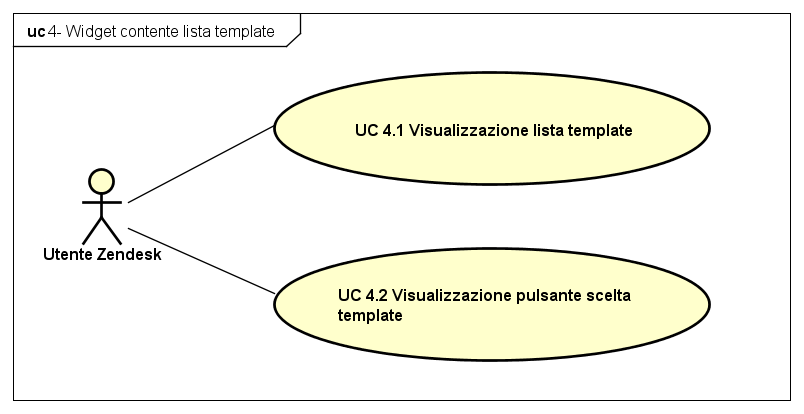 uc 4- Widget contente lista template
UC 4.1 Visualizzazione lista template
Utente Zendesk
UC 4.2 Visualizzazione pulsante scelta
template